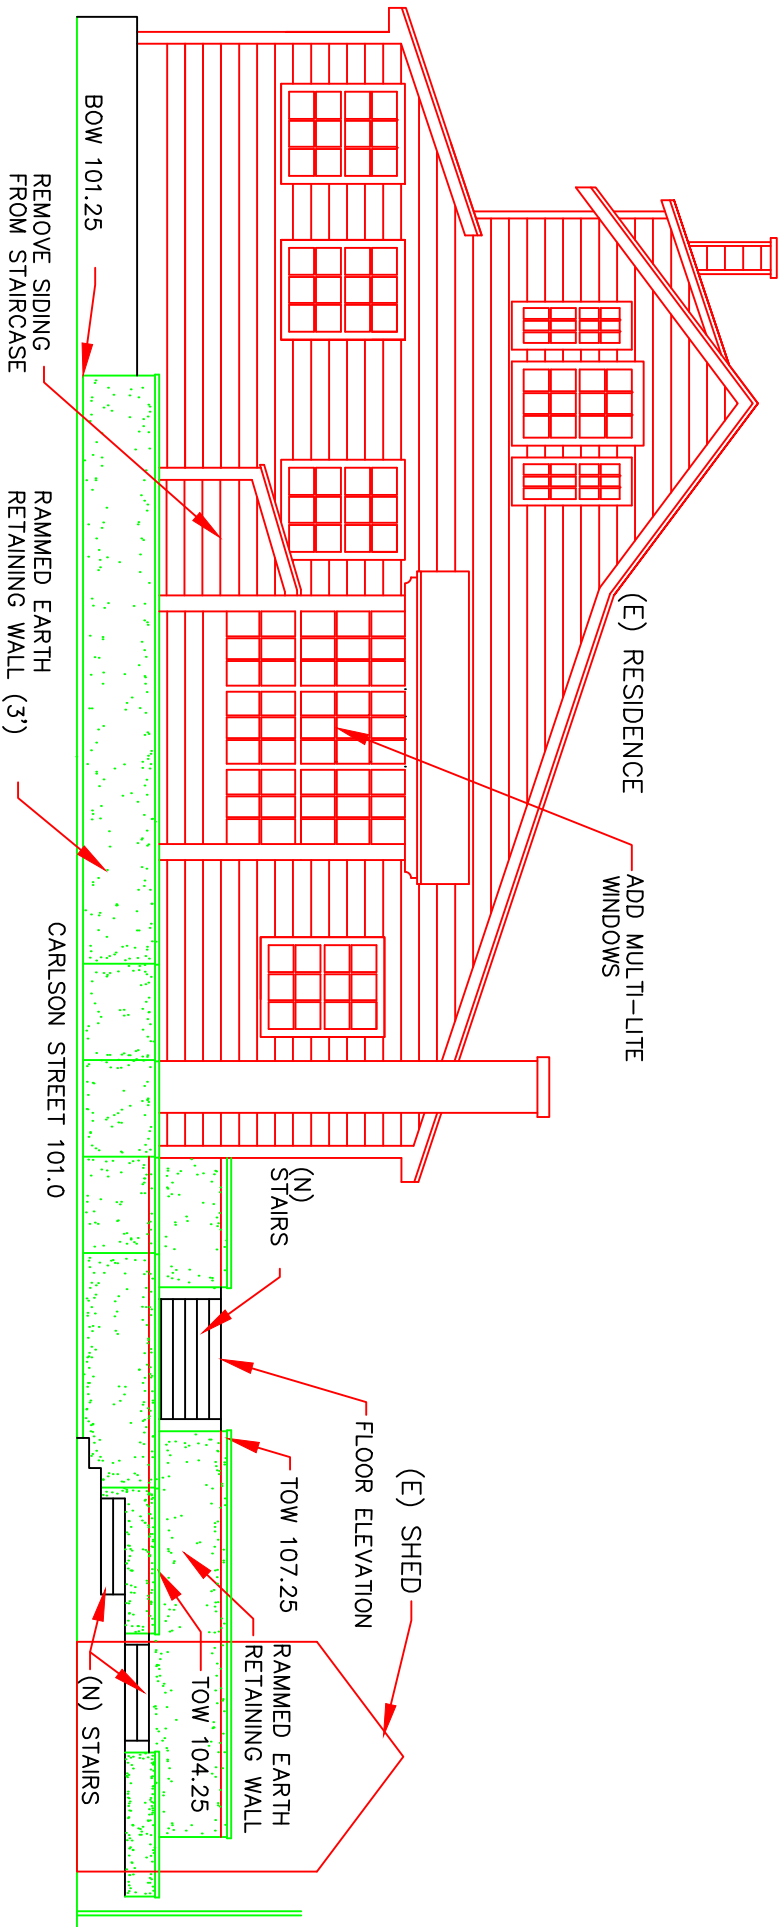 (E) RESIDENCE
ADD MULTI-LITE
WINDOWS
BOW 101.25
REMOVE SIDING
FROM STAIRCASE
RAMMED EARTH
RETAINING WALL (3')
CARLSON STREET 101.0
(N)
STAIRS
FLOOR ELEVATION
(E) SHED
TOW 107.25
RAMMED EARTH
RETAINING WALL
TOW 104.25
(N) STAIRS